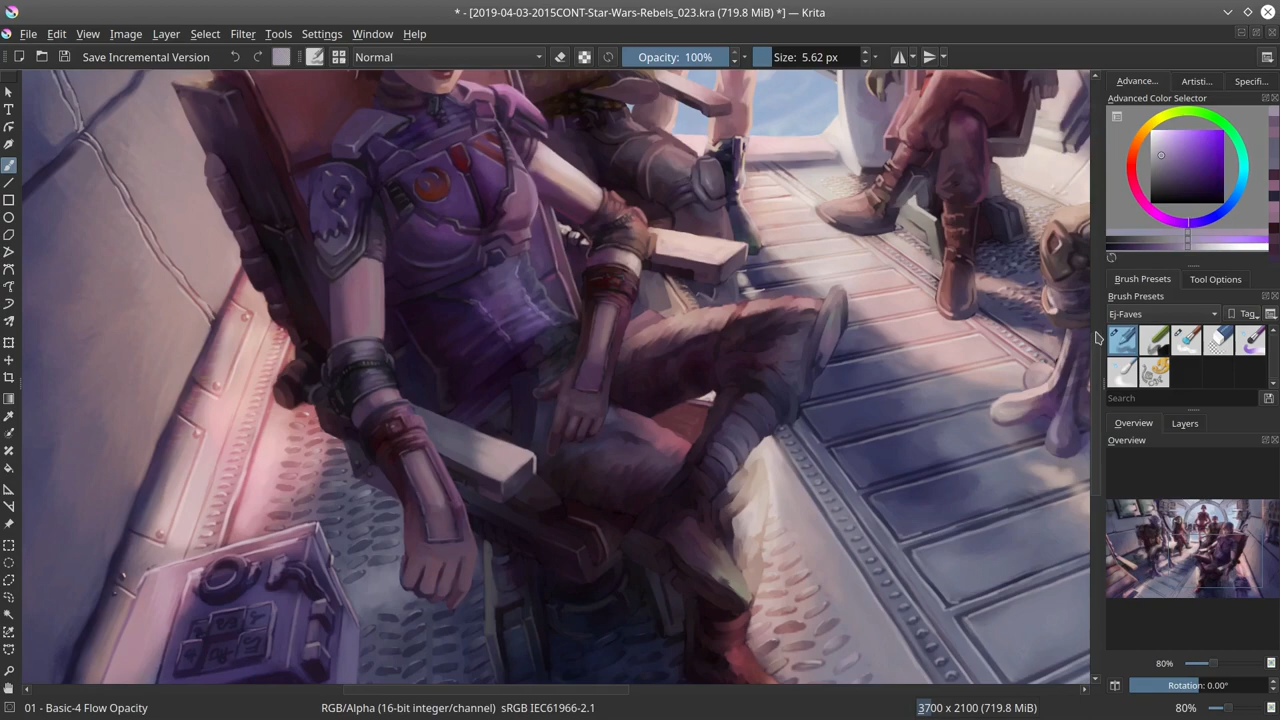 * - [2019-04-03-2015CONT-Star-Wars-Rebels_023.kra (719.8 MiB) *] — Krita
File Edit View Image Layer Select Filter Tools Settings Window Help
Save Incremental Version Normal Opacity: 100% Size: 5.62 px
Advance... Artisti... Specifi...
Advanced Color Selector
Brush Presets Tool Options
Brush Presets
Ej-Faves Tag
Search
Overview Layers
Overview
80%
Rotation: 0.00°
01 - Basic-4 Flow Opacity RGB/Alpha (16-bit integer/channel) sRGB IEC61966-2.1 3700 x 2100 (719.8 MiB) 80%